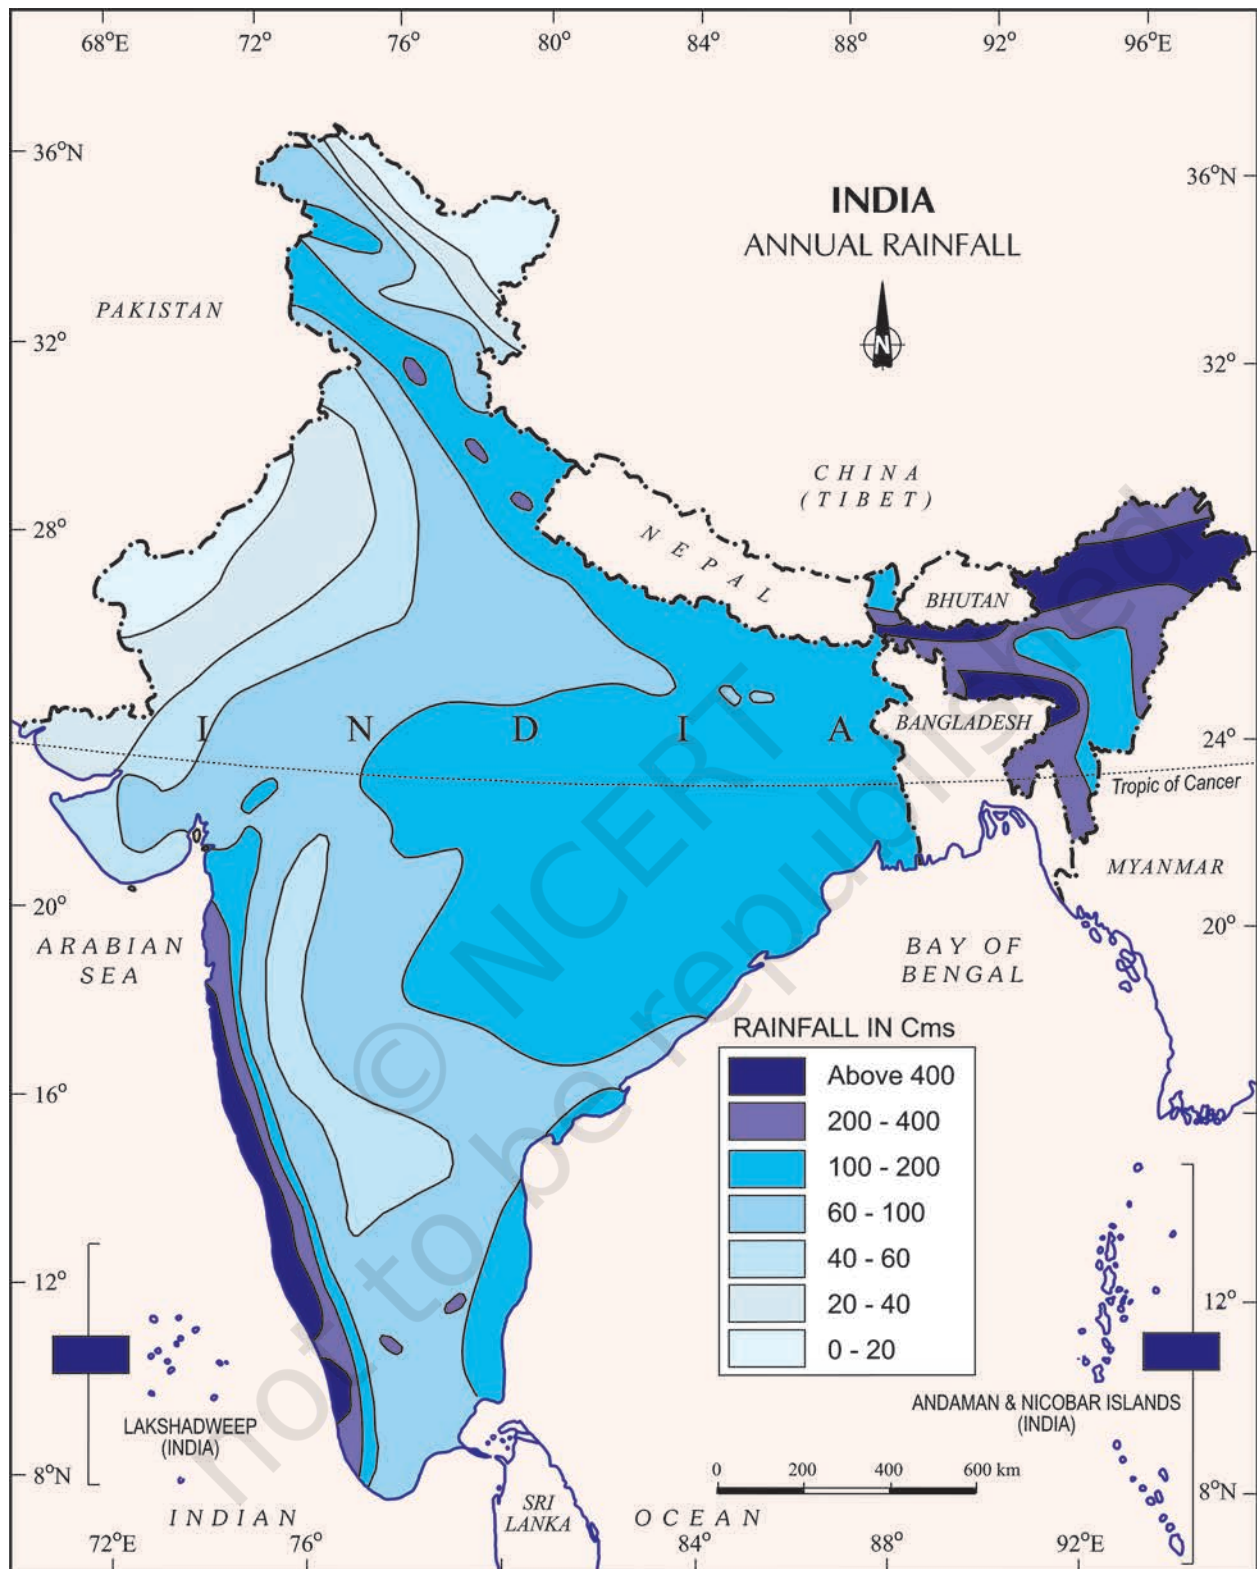 68°E 72° 76° 80° 84° 88° 92° 96°E
36°N
36°N
INDIA
ANNUAL RAINFALL
N
PAKISTAN
32°
32°
CHINA
(TIBET)
28°
NEPAL
BHUTAN
I N D I A
BANGLADESH
24°
24°
Tropic of Cancer
MYANMAR
20°
20°
ARABIAN
SEA
BAY OF
BENGAL
RAINFALL IN Cms
Above 400
200 - 400
100 - 200
60 - 100
40 - 60
20 - 40
0 - 20
16°
12°
12°
LAKSHADWEEP
(INDIA)
ANDAMAN & NICOBAR ISLANDS
(INDIA)
8°N
8°N
0 200 400 600 km
INDIAN
SRI
LANKA
OCEAN
72°E 76° 84° 88° 92°E
© NCERT
not to be republished